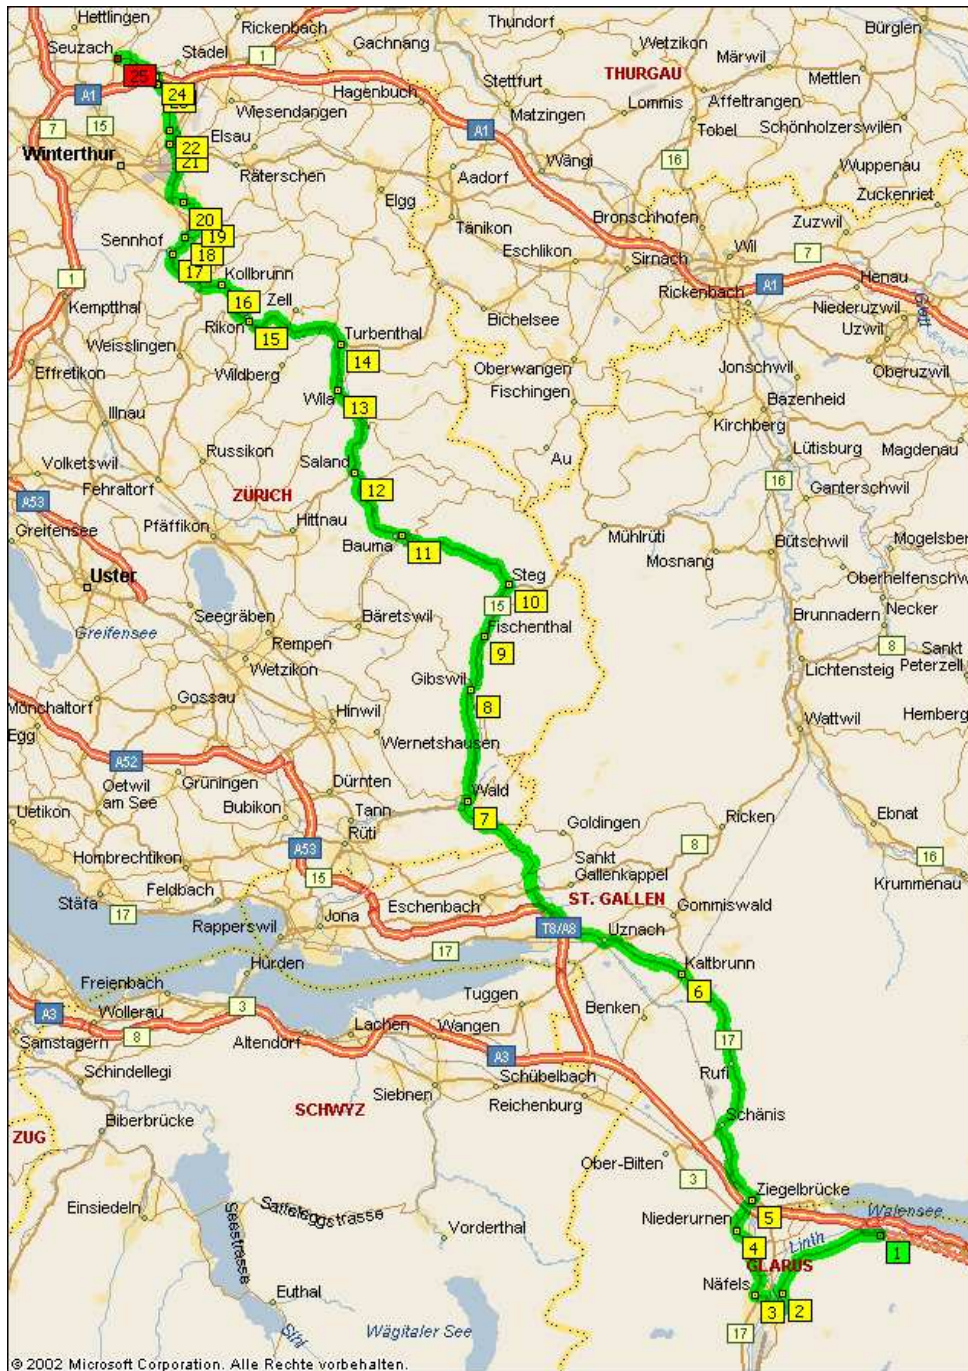 Hettlingen
Rickenbach
Thundorf
Bürglen
Seuzach
Städel
1
Gachnang
Wetzikon
Märwil
THURGAU
Mettlen
25
24
A1
Wiesendangen
Hagenbuch
Stettfurt
Matzingen
Lommis
Affeltrangen
Tobel
Schönholzerswilen
7
15
22
21
Elsau
A1
Winterthur
Räterschen
Wängi
16
Wuppenau
Aadorf
Zuckenriet
Elgg
20
Tänikon
Bronschhofen
Zuzwil
19
Sennhof
18
Eschlikon
Wil
7
17
Kollbrunn
Sirnach
Henau
1
Kemptthal
16
Zell
Rickenbach
A1
Niederuzwil
Glatt
Rikon
15
Bichelsee
Uzwil
Weisslingen
Turbenthal
14
Effretikon
Wildberg
Oberwangen
Jonschwil
Oberuzwil
Wila
13
Fischingen
Bazenheid
Illnau
Kirchberg
Russikon
Au
Lütisburg
Magdenau
Volketswil
Saland
Fehraltorf
12
16
A53
ZÜRICH
Ganterschwil
Greifensee
Pfäffikon
Hittnau
Mühlrüti
Mogelsber
Bauma
11
Mosnang
Bütschwil
Uster
Steg
Oberhelfenschw
10
15
Seegräben
Bäretswil
Brunnadern
Necker
Greifensee
Rempen
Fischenthal
9
8
Sankt
Peterzell
Wetzikon
Gibswil
Lichtensteig
8
Gossau
Mönchaltorf
Hinwil
Hemberg
Egg
Wernetshausen
Wattwil
A52
Oetwil
am See
Grüningen
Dürnten
Wald
Uetikon
Bubikon
Tann
7
Ricken
Ebnat
Goldingen
Rüti
A53
8
Hombrechtikon
15
Sankt
Gallenkappel
16
Feldbach
Krummenau
Stäfa
Eschenbach
ST. GALLEN
17
Jona
Gommiswald
Rapperswil
T8/A8
17
Uznach
Hürden
Kaltbrunn
Freienbach
Tuggen
6
A3
3
Benken
Wollerau
Lachen
Wangen
Samstagern
8
Altendorf
17
A3
Rufi
Schindellegi
Schübelbach
Siebnen
Reichenburg
SCHWYZ
Schänis
Biberbrücke
ZUG
Ober-Bilten
3
Ziegelbrücke
Einsiedeln
Satteleggstrasse
5
Walensee
Seestrasse
Niederurnen
Vorderthal
4
Linth
1
GLARUS
Näfels
Euthal
3
2
Sihl
Wägitaler See
17
© 2002 Microsoft Corporation. Alle Rechte vorbehalten.